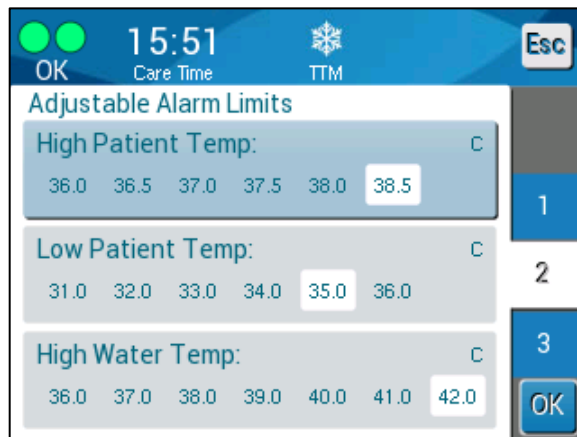 OK 15:51 Care Time TTM Esc
Adjustable Alarm Limits
High Patient Temp: C
36.0 36.5 37.0 37.5 38.0 38.5
1
Low Patient Temp: C
31.0 32.0 33.0 34.0 35.0 36.0
2
High Water Temp: C
36.0 37.0 38.0 39.0 40.0 41.0 42.0
3
OK